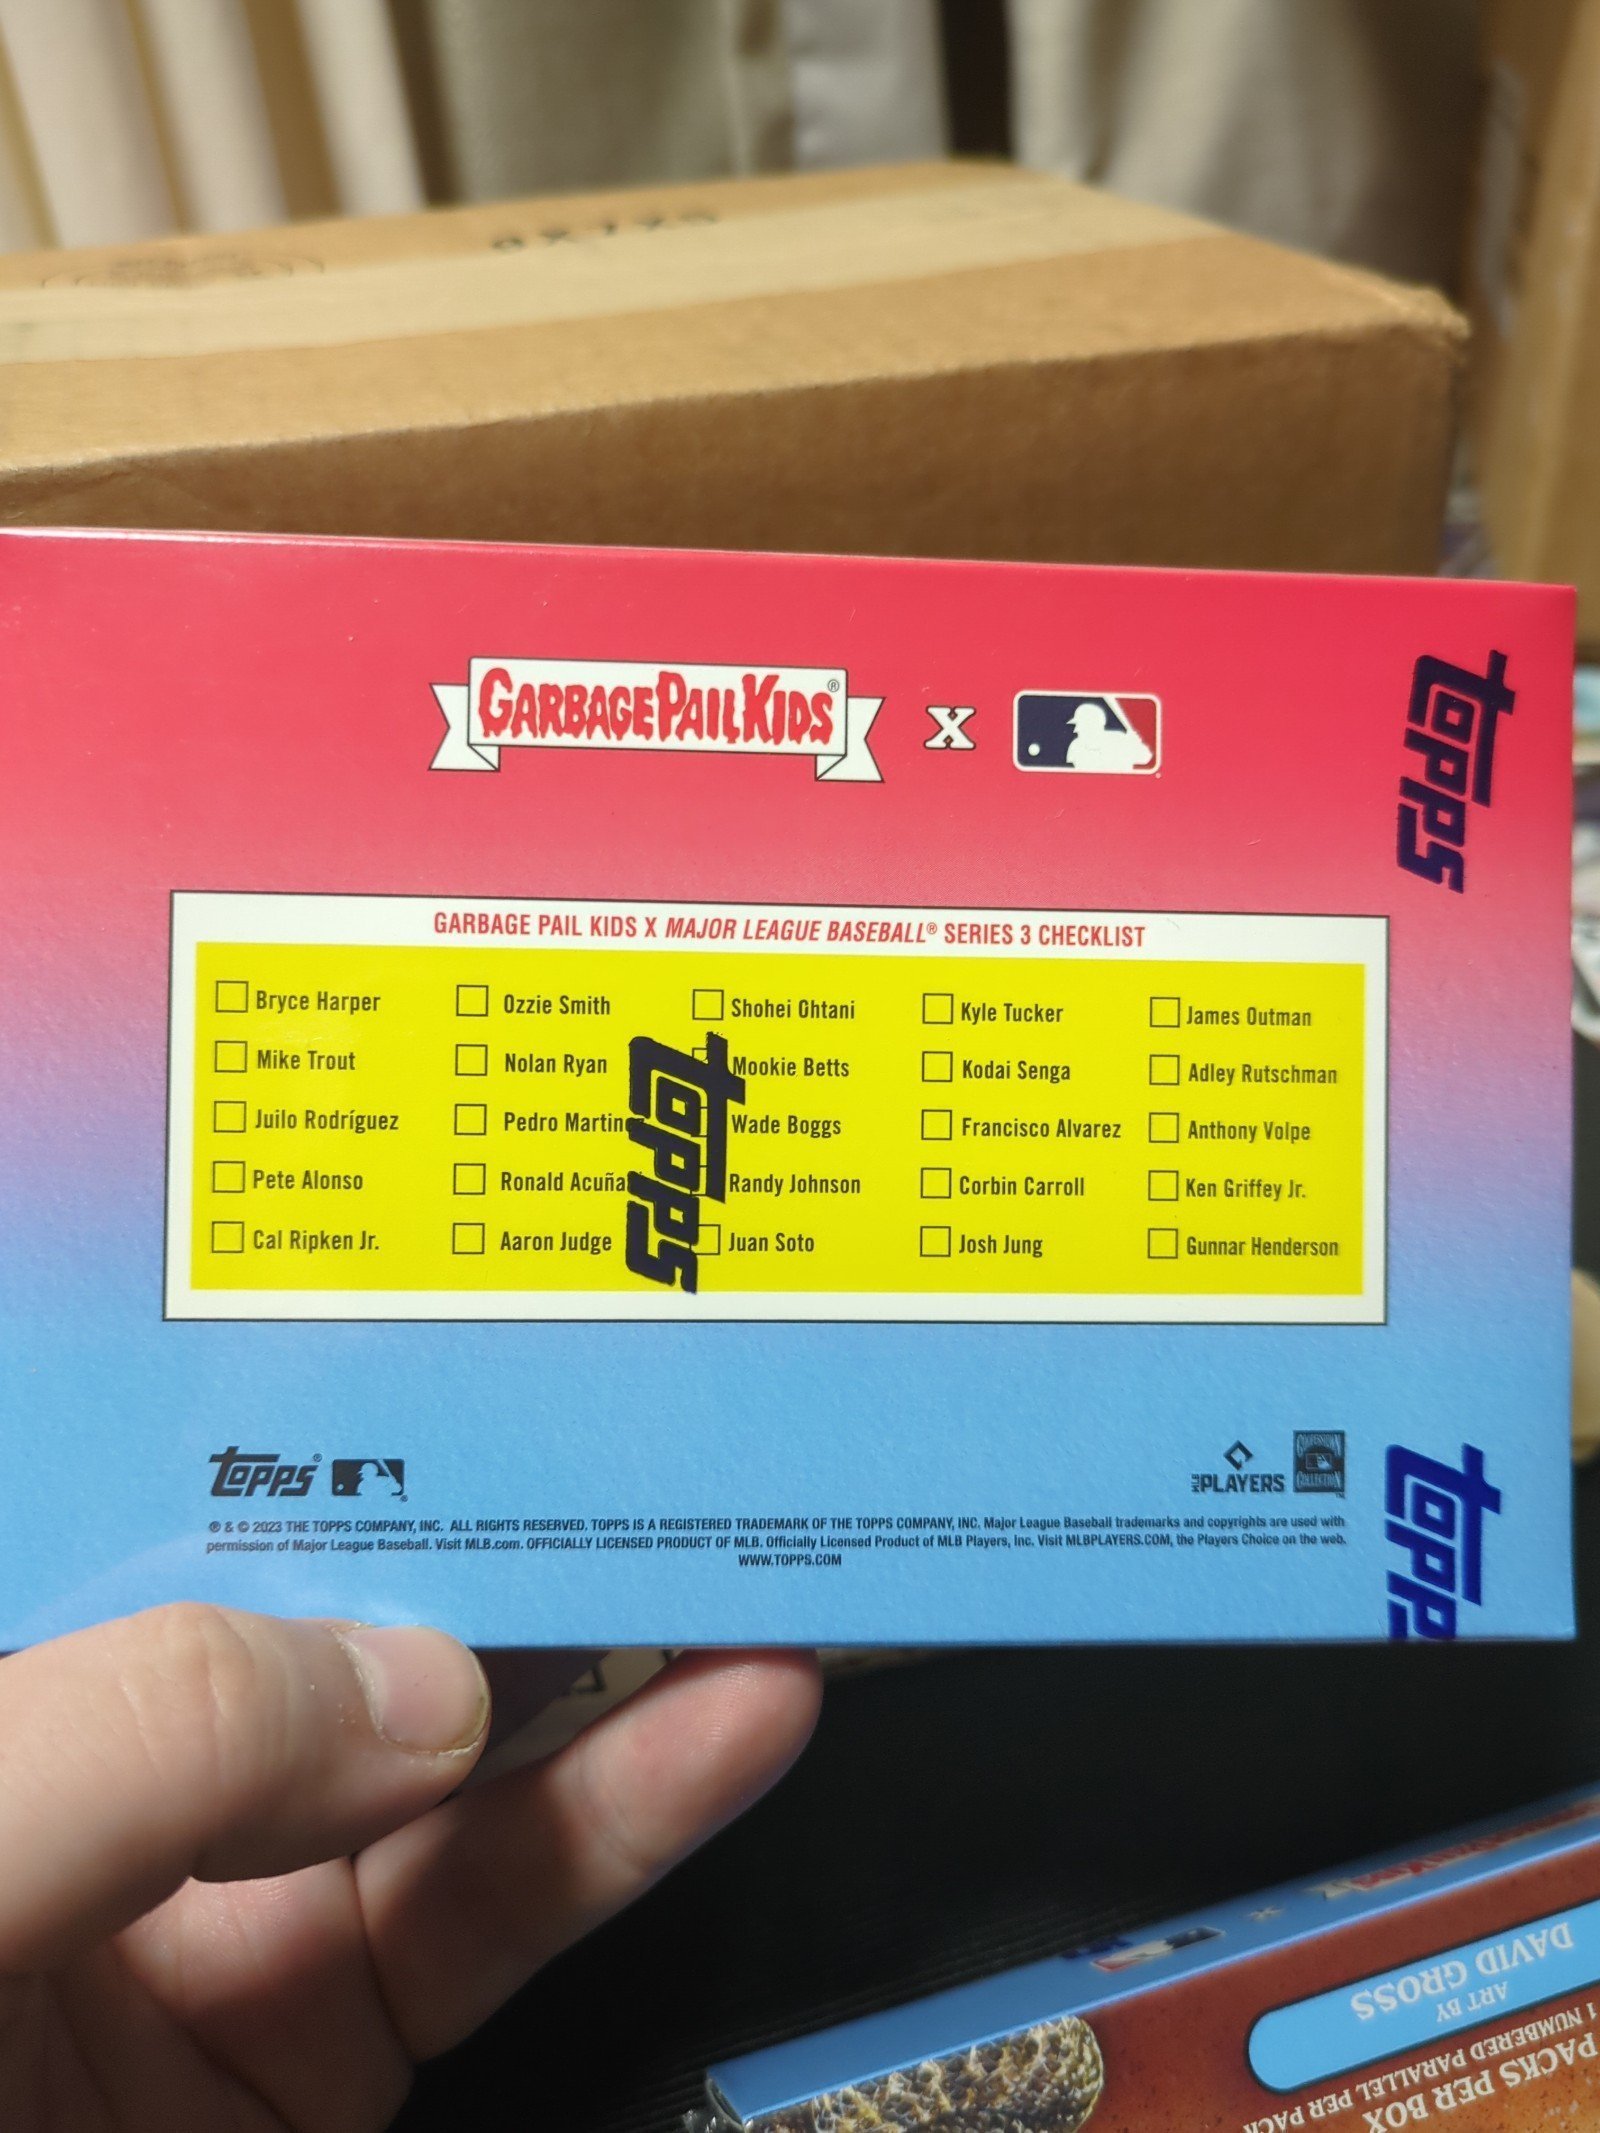 GARBAGE PAIL KIDS®
X
TOPPS
GARBAGE PAIL KIDS X MAJOR LEAGUE BASEBALL® SERIES 3 CHECKLIST
Bryce Harper
Mike Trout
Juilo Rodríguez
Pete Alonso
Cal Ripken Jr.
Ozzie Smith
Nolan Ryan
Pedro Martinez
Ronald Acuña
Aaron Judge
TOPPS
Shohei Ohtani
Mookie Betts
Wade Boggs
Randy Johnson
Juan Soto
Kyle Tucker
Kodai Senga
Francisco Alvarez
Corbin Carroll
Josh Jung
James Outman
Adley Rutschman
Anthony Volpe
Ken Griffey Jr.
Gunnar Henderson
TOPPS®
MLB PLAYERS
COOPERSTOWN
COLLECTION
TOPPS
® & © 2023 THE TOPPS COMPANY, INC. ALL RIGHTS RESERVED. TOPPS IS A REGISTERED TRADEMARK OF THE TOPPS COMPANY, INC. Major League Baseball trademarks and copyrights are used with
permission of Major League Baseball. Visit MLB.com. OFFICIALLY LICENSED PRODUCT OF MLB. Officially Licensed Product of MLB Players, Inc. Visit MLBPLAYERS.COM, the Players Choice on the web.
WWW.TOPPS.COM
PACKS PER BOX
1 NUMBERED PARALLEL PER PACK
ART BY
DAVID GROSS
X